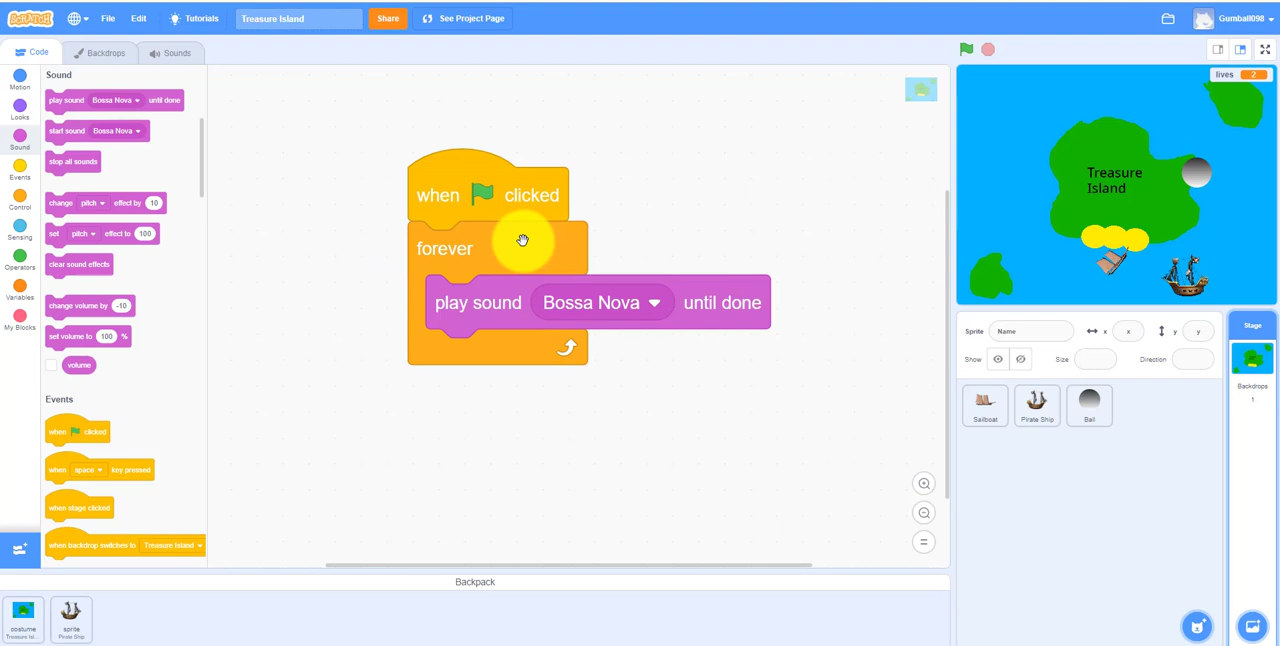 SCRATCH
File
Edit
Tutorials
Treasure Island
Share
See Project Page
Gumball098
Code
Backdrops
Sounds
Motion
Looks
Sound
Events
Control
Sensing
Operators
Variables
My Blocks
Sound
play sound Bossa Nova until done
start sound Bossa Nova
stop all sounds
change pitch effect by 10
set pitch effect to 100
clear sound effects
change volume by -10
set volume to 100 %
volume
Events
when clicked
when space key pressed
when stage clicked
when backdrop switches to Treasure Island
when clicked
forever
play sound Bossa Nova until done
lives 2
Treasure
Island
Sprite Name x x y y
Show Size Direction
Sailboat
Pirate Ship
Ball
Stage
Backdrops
1
Backpack
costume
Treasure Isl...
sprite
Pirate Ship